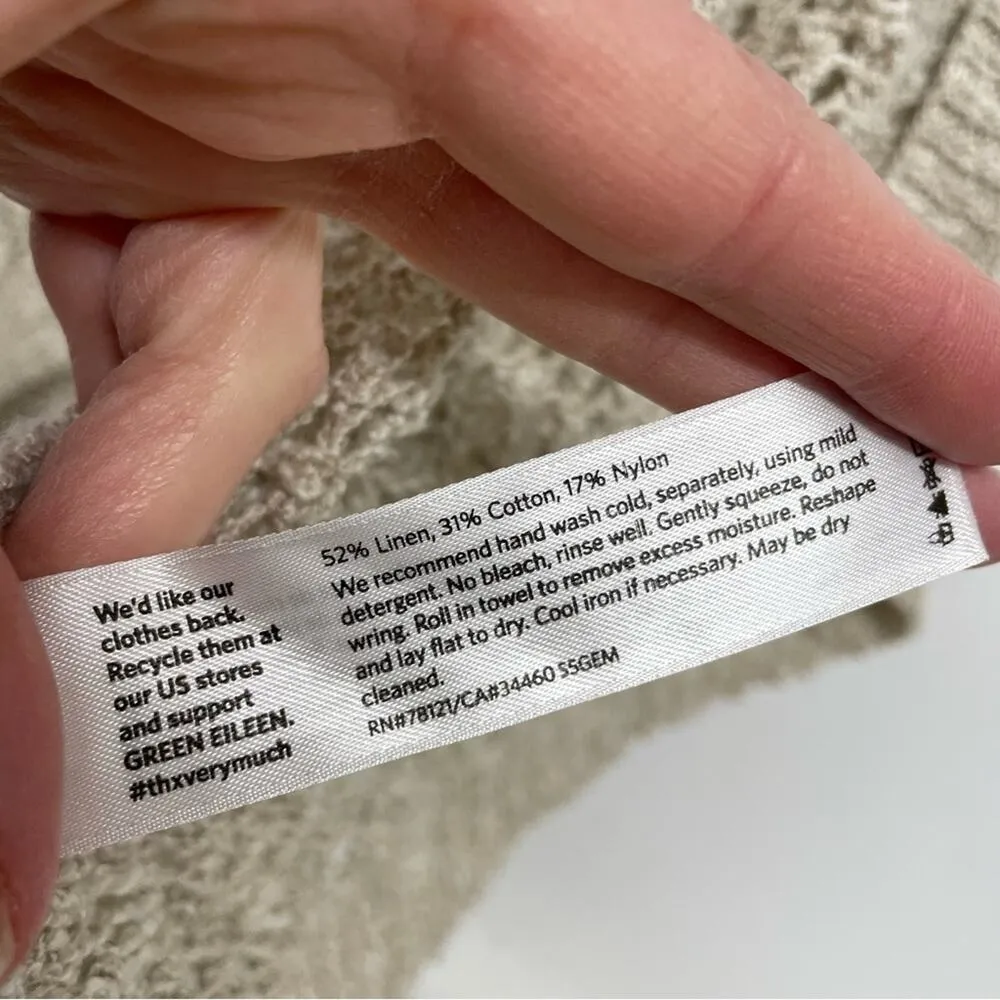 We'd like our
clothes back.
Recycle them at
our US stores
and support
GREEN EILEEN.
#thxverymuch
52% Linen, 31% Cotton, 17% Nylon
We recommend hand wash cold, separately, using mild
detergent. No bleach, rinse well. Gently squeeze, do not
wring. Roll in towel to remove excess moisture. Reshape
and lay flat to dry. Cool iron if necessary. May be dry
cleaned.
RN#78121/CA#34460 S5GEM